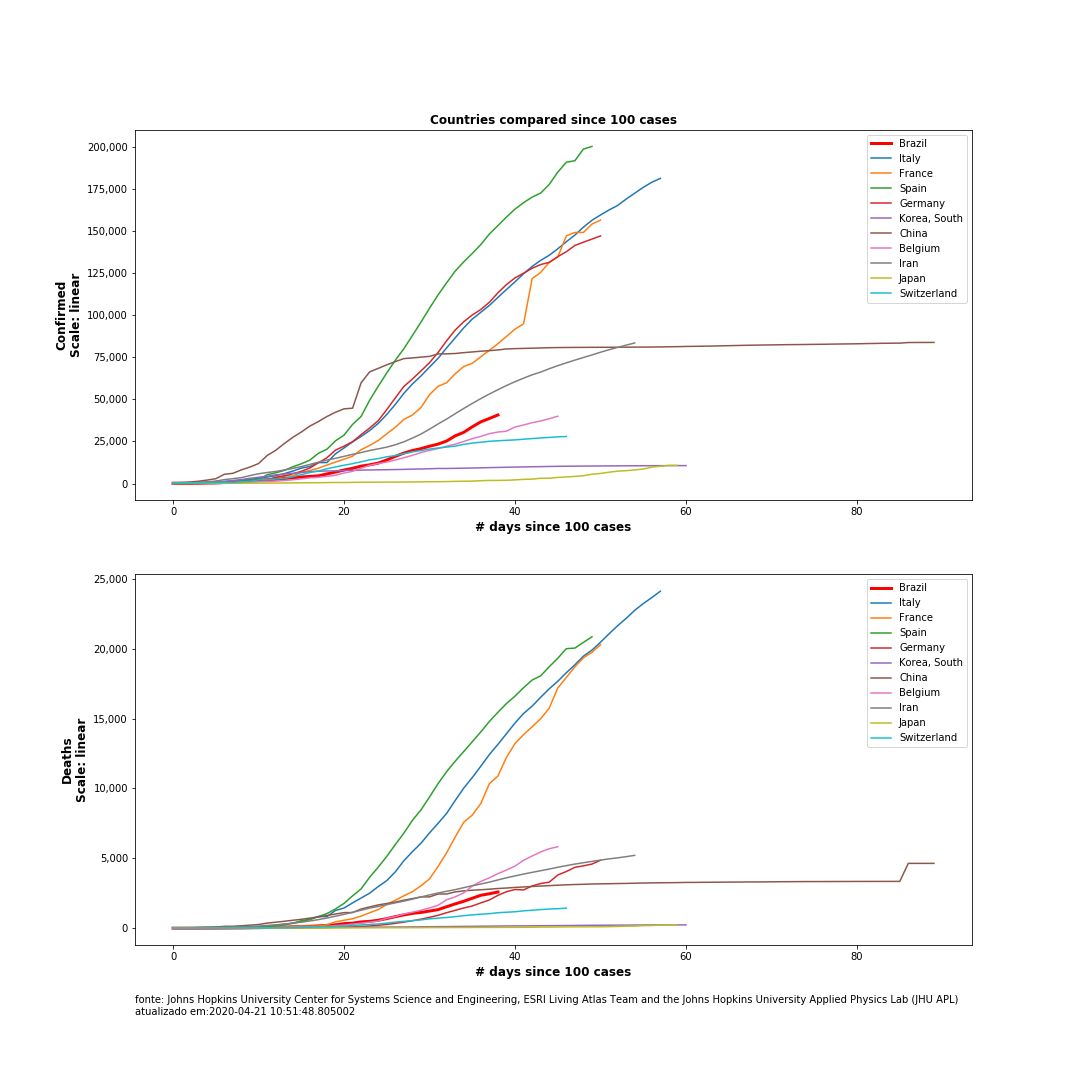 Countries compared since 100 cases
Confirmed
Scale: linear
200,000
175,000
150,000
125,000
100,000
75,000
50,000
25,000
0
Brazil
Italy
France
Spain
Germany
Korea, South
China
Belgium
Iran
Japan
Switzerland
0 20 40 60 80
# days since 100 cases
Deaths
Scale: linear
25,000
20,000
15,000
10,000
5,000
0
Brazil
Italy
France
Spain
Germany
Korea, South
China
Belgium
Iran
Japan
Switzerland
0 20 40 60 80
# days since 100 cases
fonte: Johns Hopkins University Center for Systems Science and Engineering, ESRI Living Atlas Team and the Johns Hopkins University Applied Physics Lab (JHU APL)
atualizado em:2020-04-21 10:51:48.805002